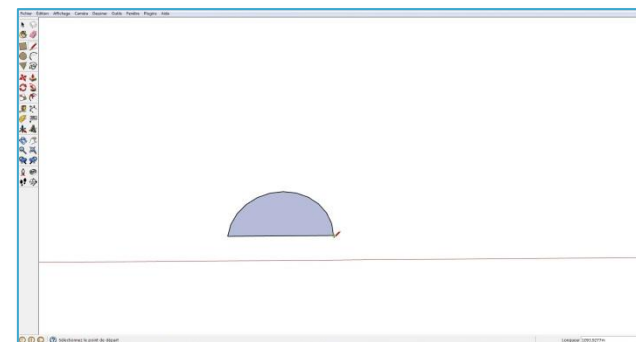 Fichier Edition Affichage Caméra Dessiner Outils Fenêtre Plugins Aide
Sélectionnez le point de départ. Longueur